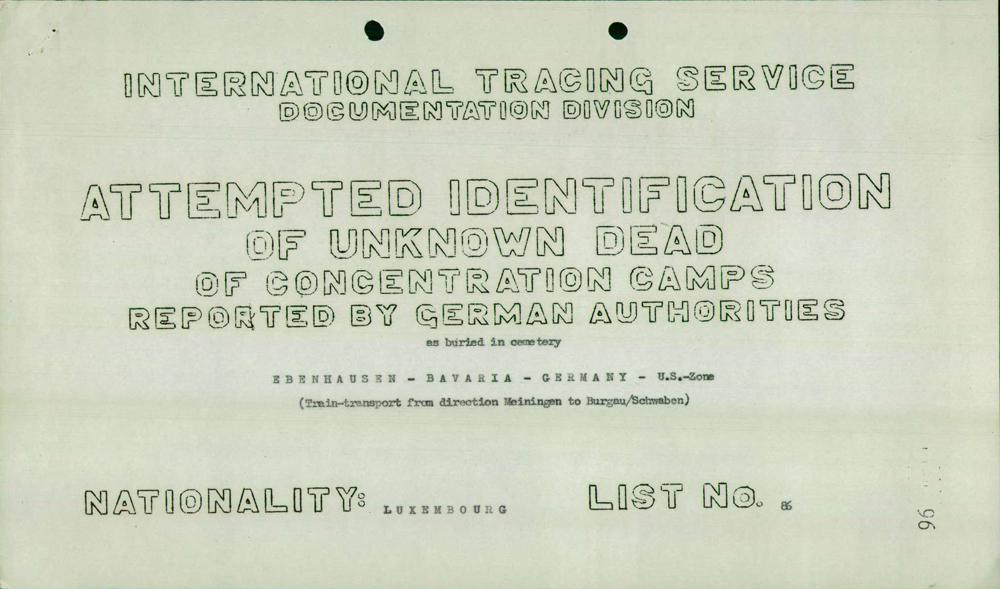 INTERNATIONAL TRACING SERVICE
DOCUMENTATION DIVISION
ATTEMPTED IDENTIFICATION
OF UNKNOWN DEAD
OF CONCENTRATION CAMPS
REPORTED BY GERMAN AUTHORITIES
as buried in cemetery
EBENHAUSEN - BAVARIA - GERMANY - U.S.-Zone
(Train-transport from direction Meiningen to Burgau/Schwaben)
NATIONALITY: LUXEMBOURG LIST No. 86
96